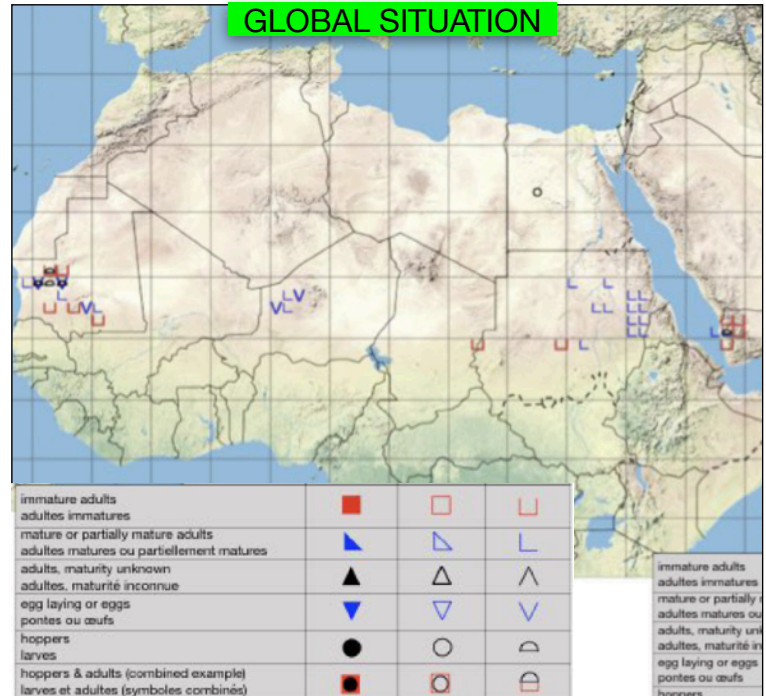 GLOBAL SITUATION
immature adults
adultes immatures
mature or partially mature adults
adultes matures ou partiellement matures
adults, maturity unknown
adultes, maturité inconnue
egg laying or eggs
pontes ou œufs
hoppers
larves
hoppers & adults (combined example)
larves et adultes (symboles combinés)
immature adults
adultes immatures
mature or partially
adultes matures ou
adults, maturity
adultes, maturité
egg laying or eggs
pontes ou œufs
hoppers